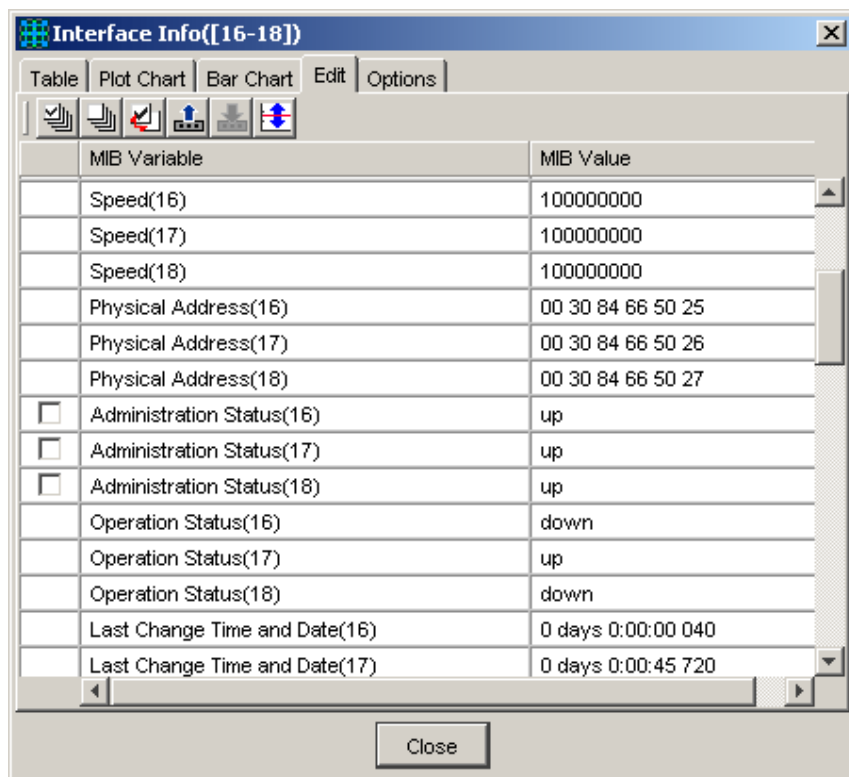 Interface Info([16-18])
Table Plot Chart Bar Chart Edit Options
MIB Variable MIB Value
Speed(16) 100000000
Speed(17) 100000000
Speed(18) 100000000
Physical Address(16) 00 30 84 66 50 25
Physical Address(17) 00 30 84 66 50 26
Physical Address(18) 00 30 84 66 50 27
Administration Status(16) up
Administration Status(17) up
Administration Status(18) up
Operation Status(16) down
Operation Status(17) up
Operation Status(18) down
Last Change Time and Date(16) 0 days 0:00:00 040
Last Change Time and Date(17) 0 days 0:00:45 720
Close